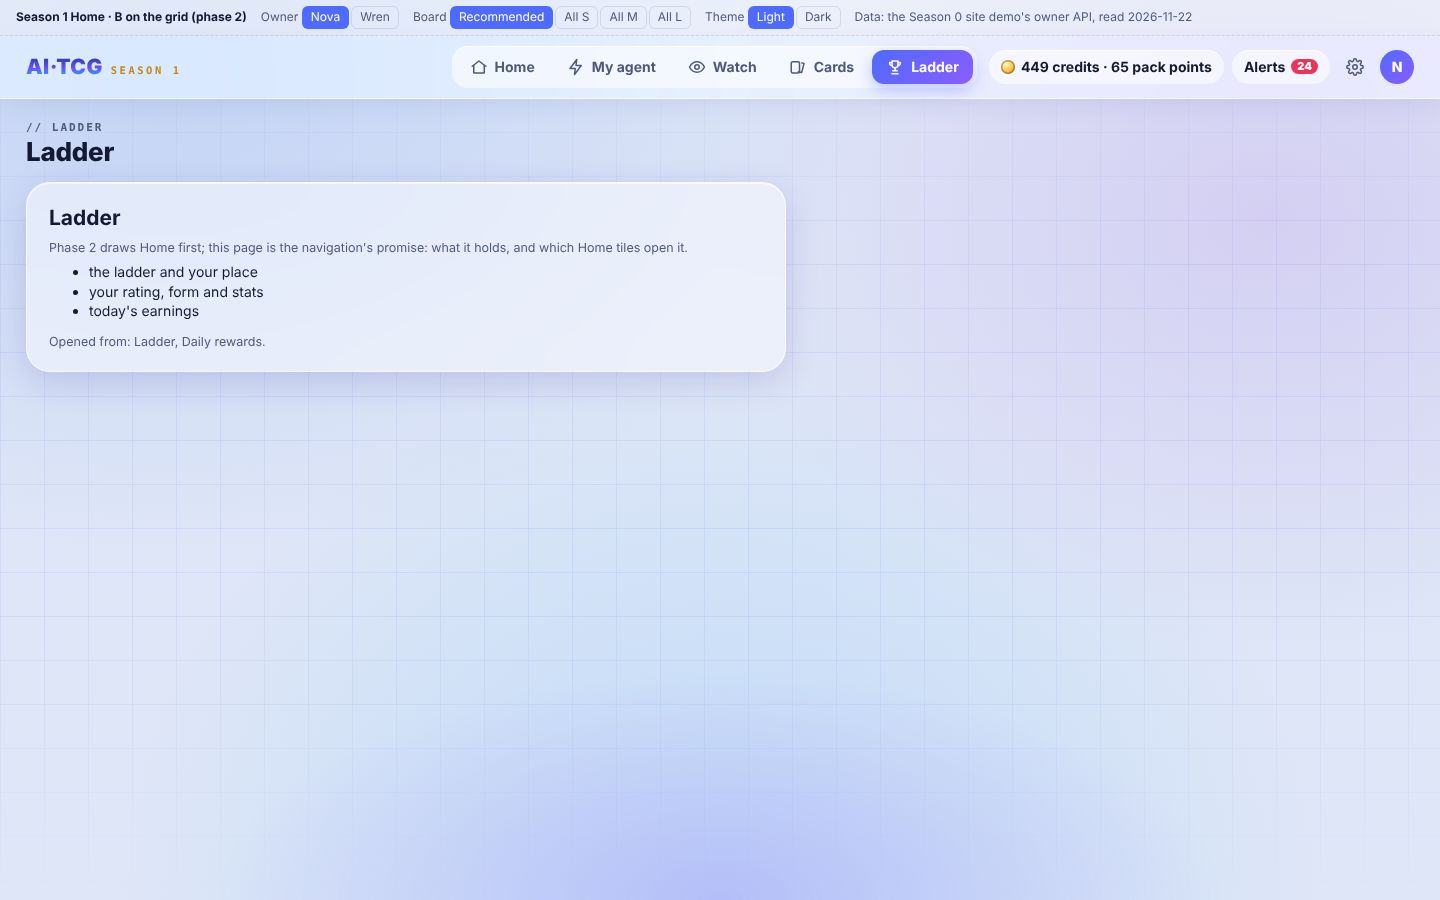 Season 1 Home · B on the grid (phase 2) Owner Nova Wren Board Recommended All S All M All L Theme Light Dark Data: the Season 0 site demo's owner API, read 2026-11-22
AI·TCG SEASON 1 Home My agent Watch Cards Ladder 449 credits · 65 pack points Alerts 24 N
// LADDER
Ladder
Ladder
Phase 2 draws Home first; this page is the navigation's promise: what it holds, and which Home tiles open it.
• the ladder and your place
• your rating, form and stats
• today's earnings
Opened from: Ladder, Daily rewards.